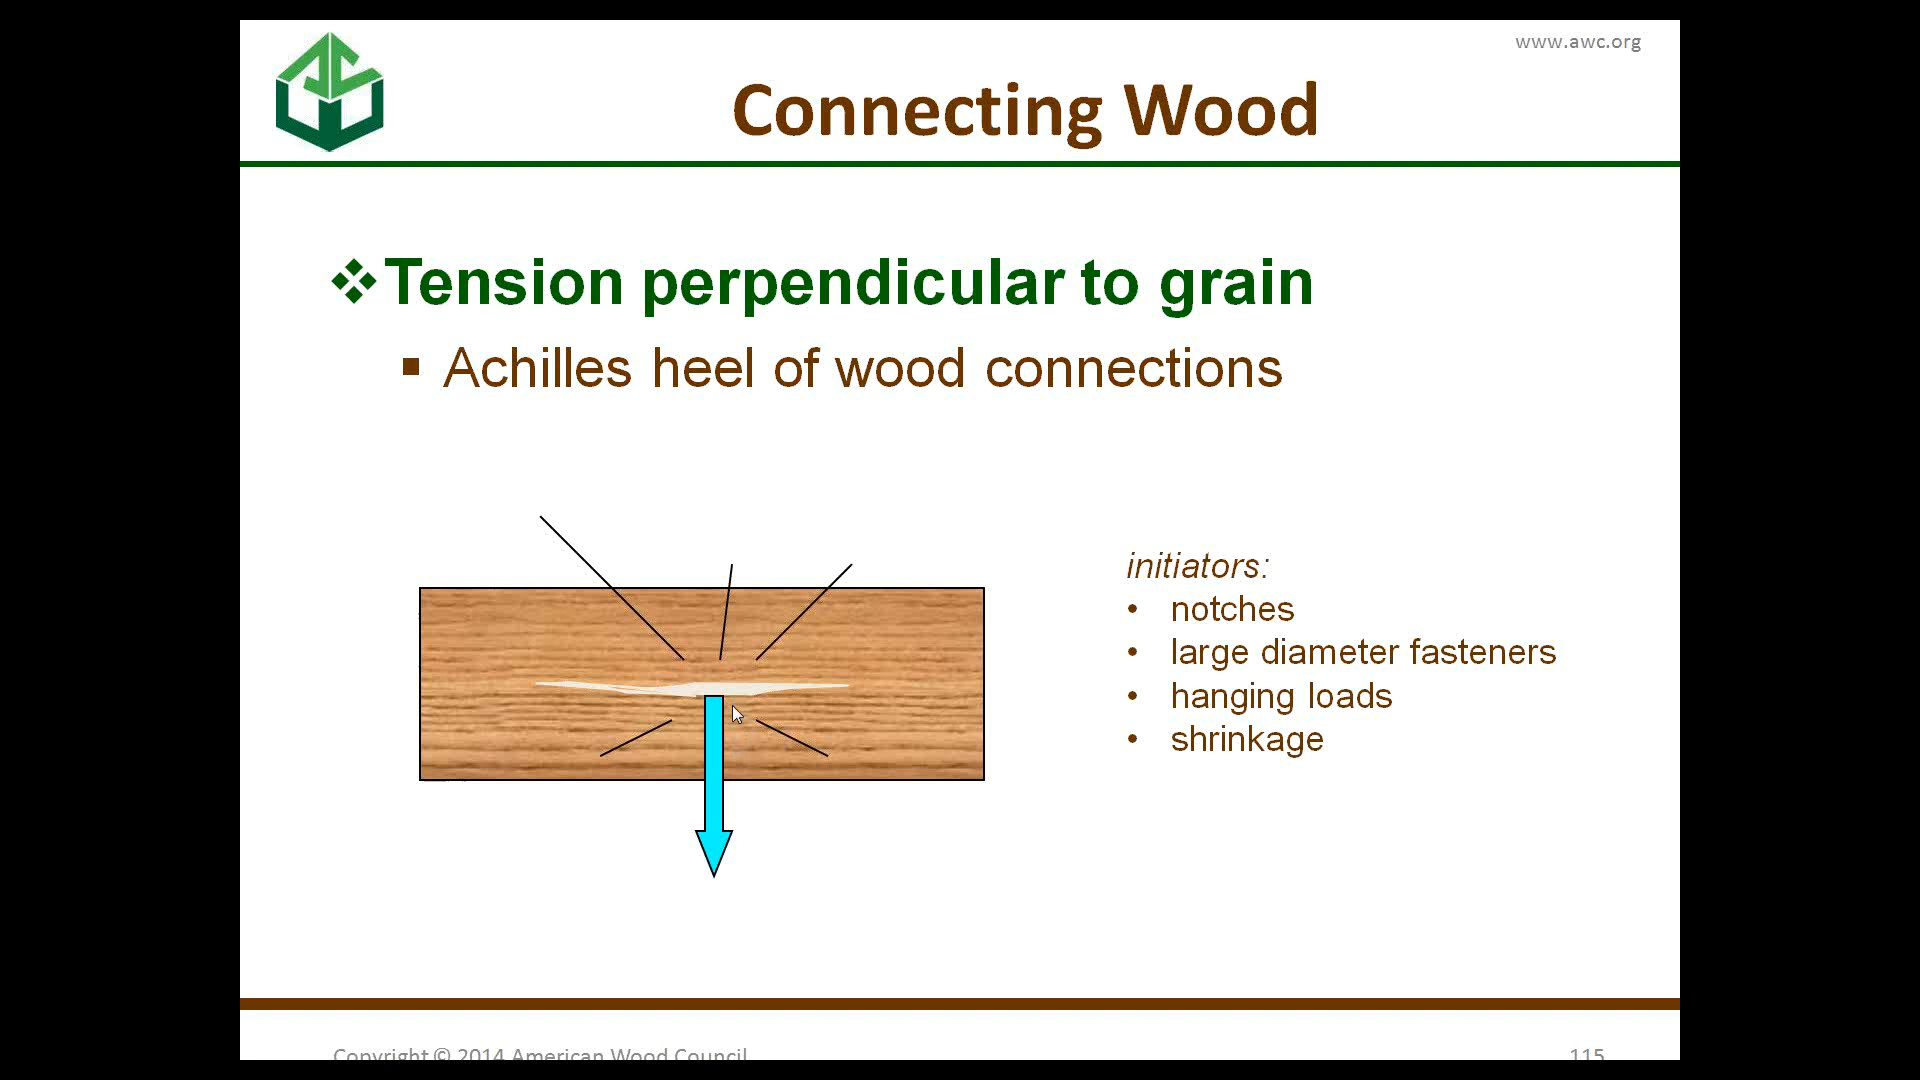 www.awc.org
Connecting Wood
❖Tension perpendicular to grain
▪ Achilles heel of wood connections
initiators:
• notches
• large diameter fasteners
• hanging loads
• shrinkage
Copyright © 2014 American Wood Council
115